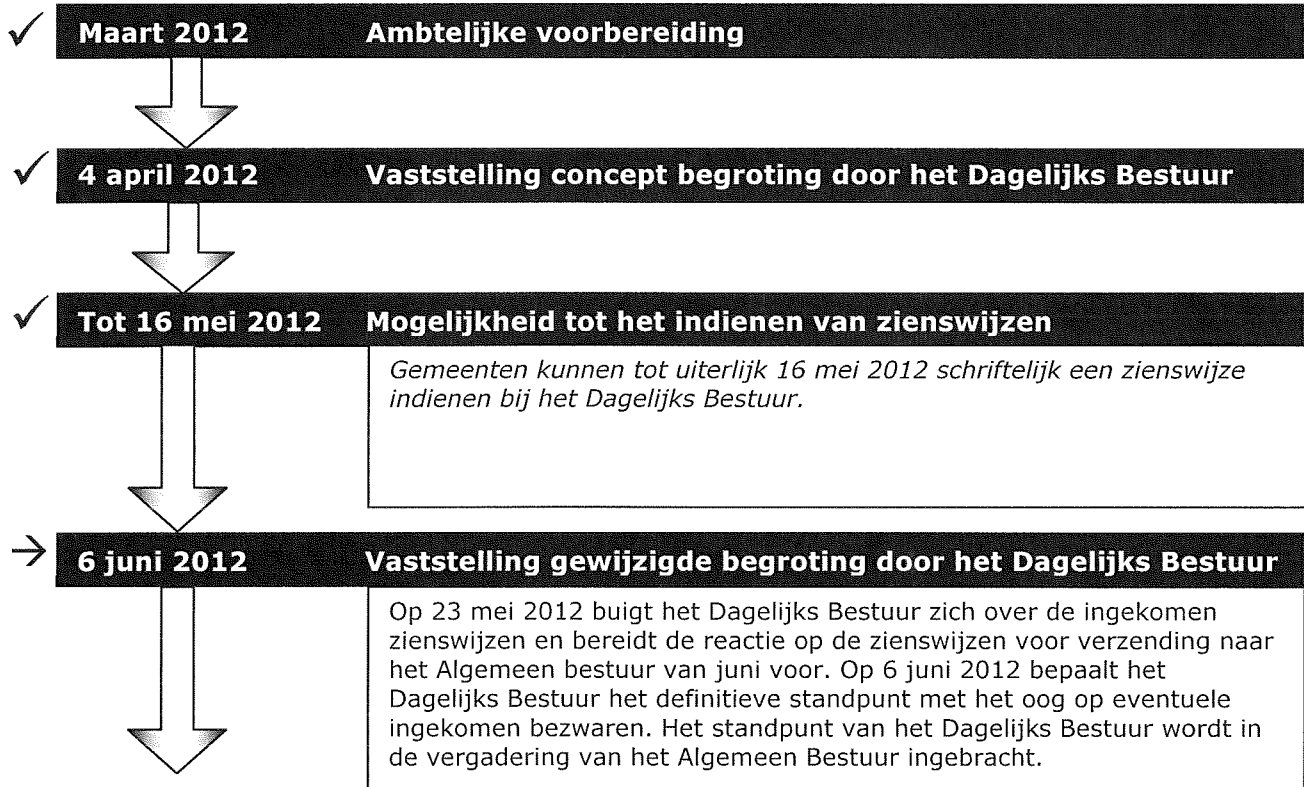 ✓ Maart 2012 Ambtelijke voorbereiding
✓ 4 april 2012 Vaststelling concept begroting door het Dagelijks Bestuur
✓ Tot 16 mei 2012 Mogelijkheid tot het indienen van zienswijzen
Gemeenten kunnen tot uiterlijk 16 mei 2012 schriftelijk een zienswijze
indienen bij het Dagelijks Bestuur.
→ 6 juni 2012 Vaststelling gewijzigde begroting door het Dagelijks Bestuur
Op 23 mei 2012 buigt het Dagelijks Bestuur zich over de ingekomen
zienswijzen en bereidt de reactie op de zienswijzen voor verzending naar
het Algemeen bestuur van juni voor. Op 6 juni 2012 bepaalt het
Dagelijks Bestuur het definitieve standpunt met het oog op eventuele
ingekomen bezwaren. Het standpunt van het Dagelijks Bestuur wordt in
de vergadering van het Algemeen Bestuur ingebracht.